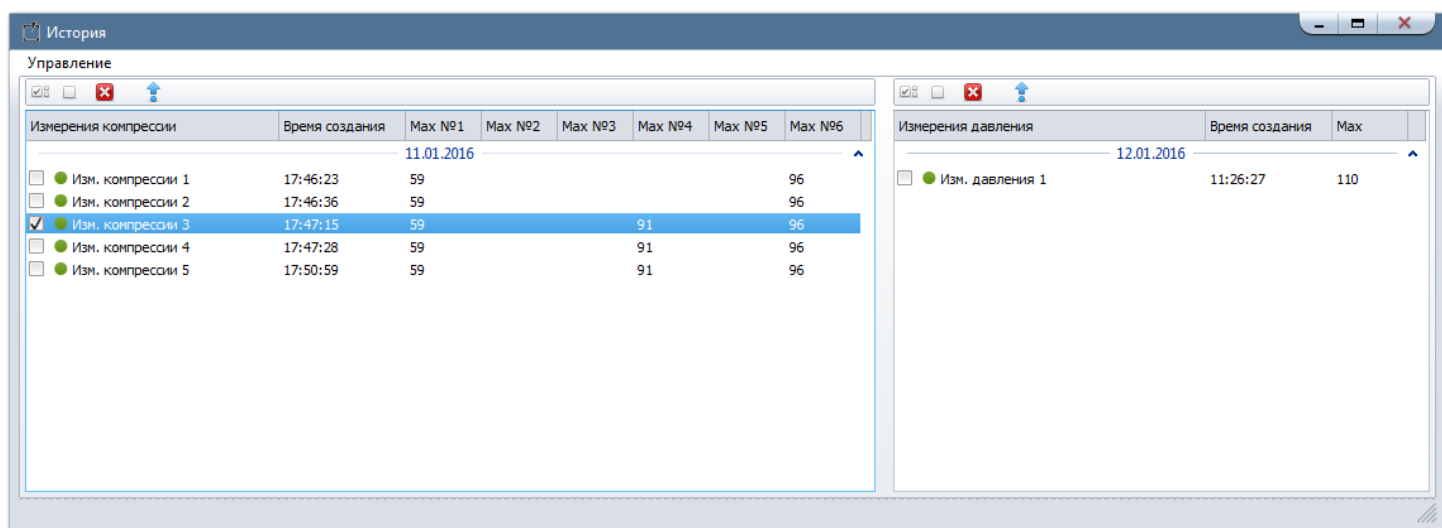 История
Управление
Измерения компрессии Время создания Max №1 Max №2 Max №3 Max №4 Max №5 Max №6
11.01.2016
Изм. компрессии 1 17:46:23 59 96
Изм. компрессии 2 17:46:36 59 96
Изм. компрессии 3 17:47:15 59 91 96
Изм. компрессии 4 17:47:28 59 91 96
Изм. компрессии 5 17:50:59 59 91 96
Измерения давления Время создания Max
12.01.2016
Изм. давления 1 11:26:27 110